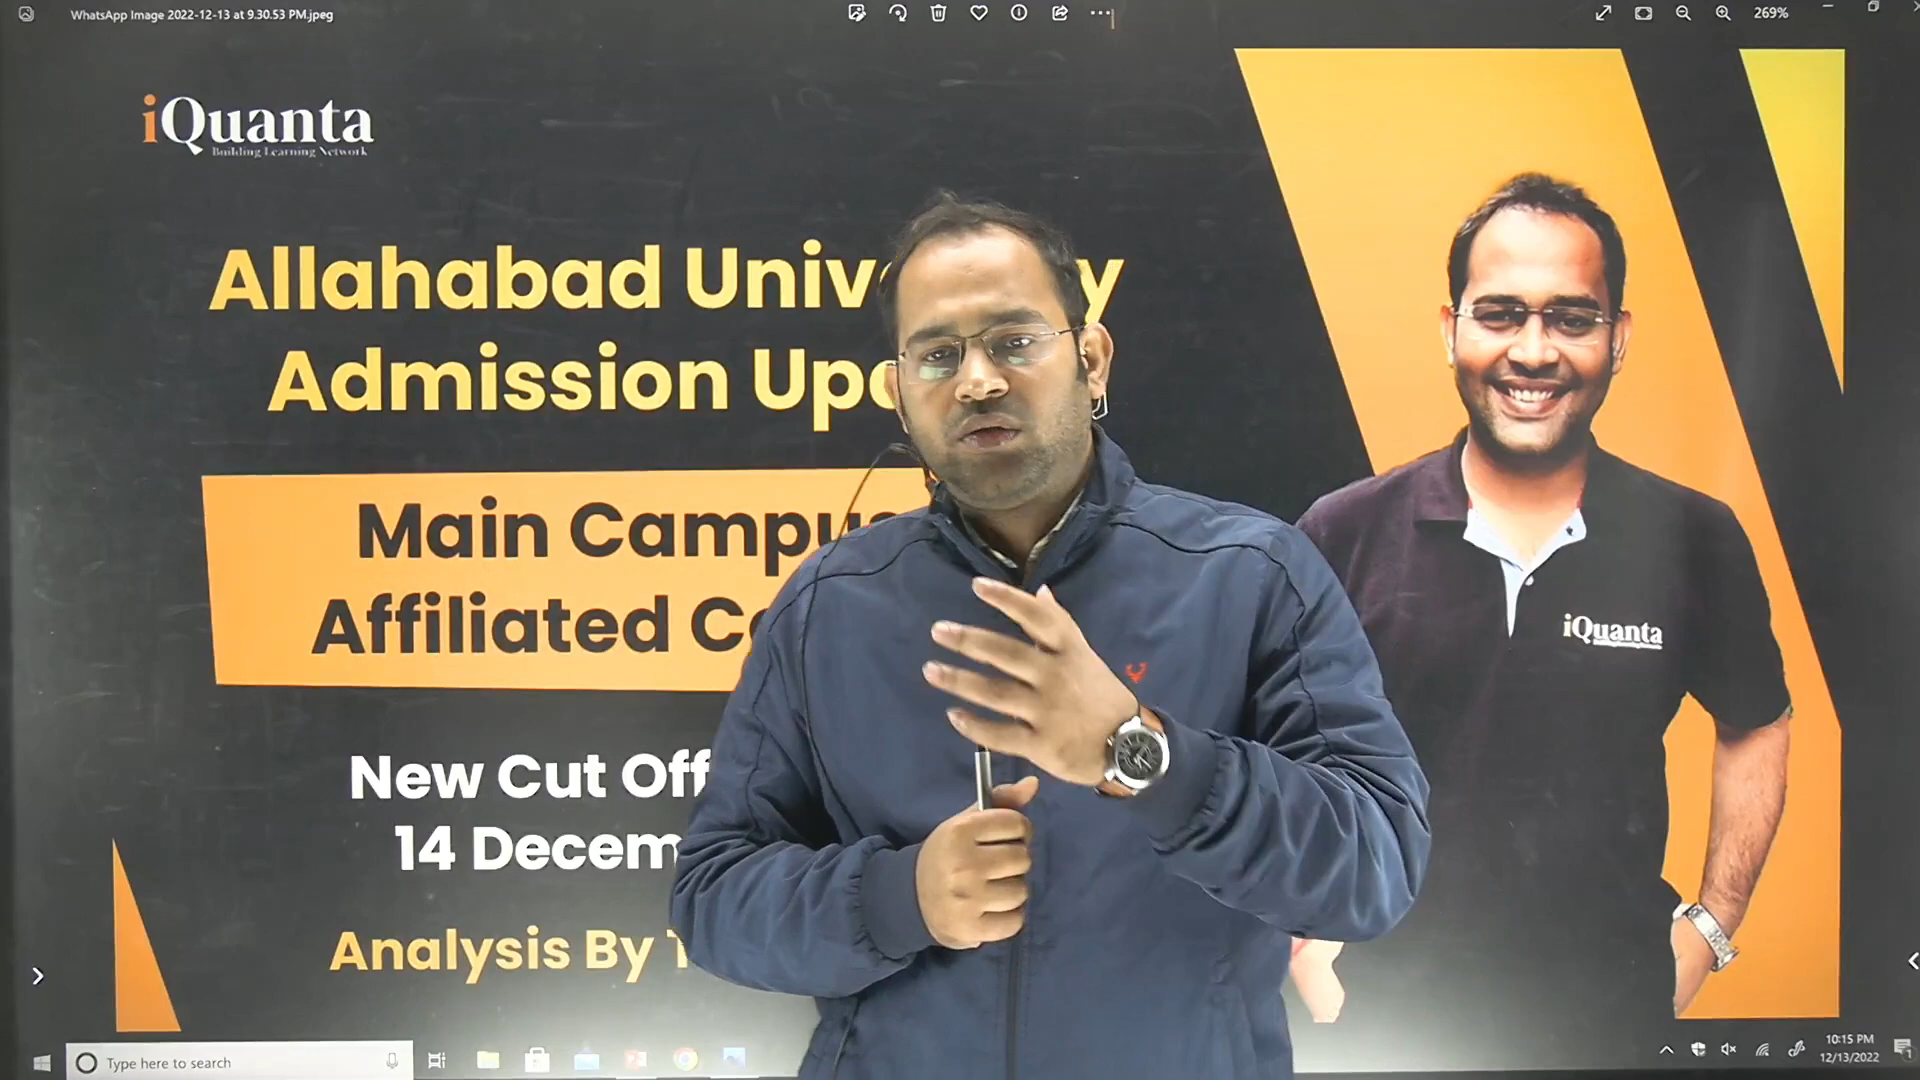 WhatsApp Image 2022-12-13 at 9.30.53 PM.jpeg
269%
iQuanta
Building Learning Network
Allahabad Univ y
Admission Up
Main Campu
Affiliated C
New Cut Off
14 Decem
Analysis By T
iQuanta
Type here to search
10:15 PM
12/13/2022
1